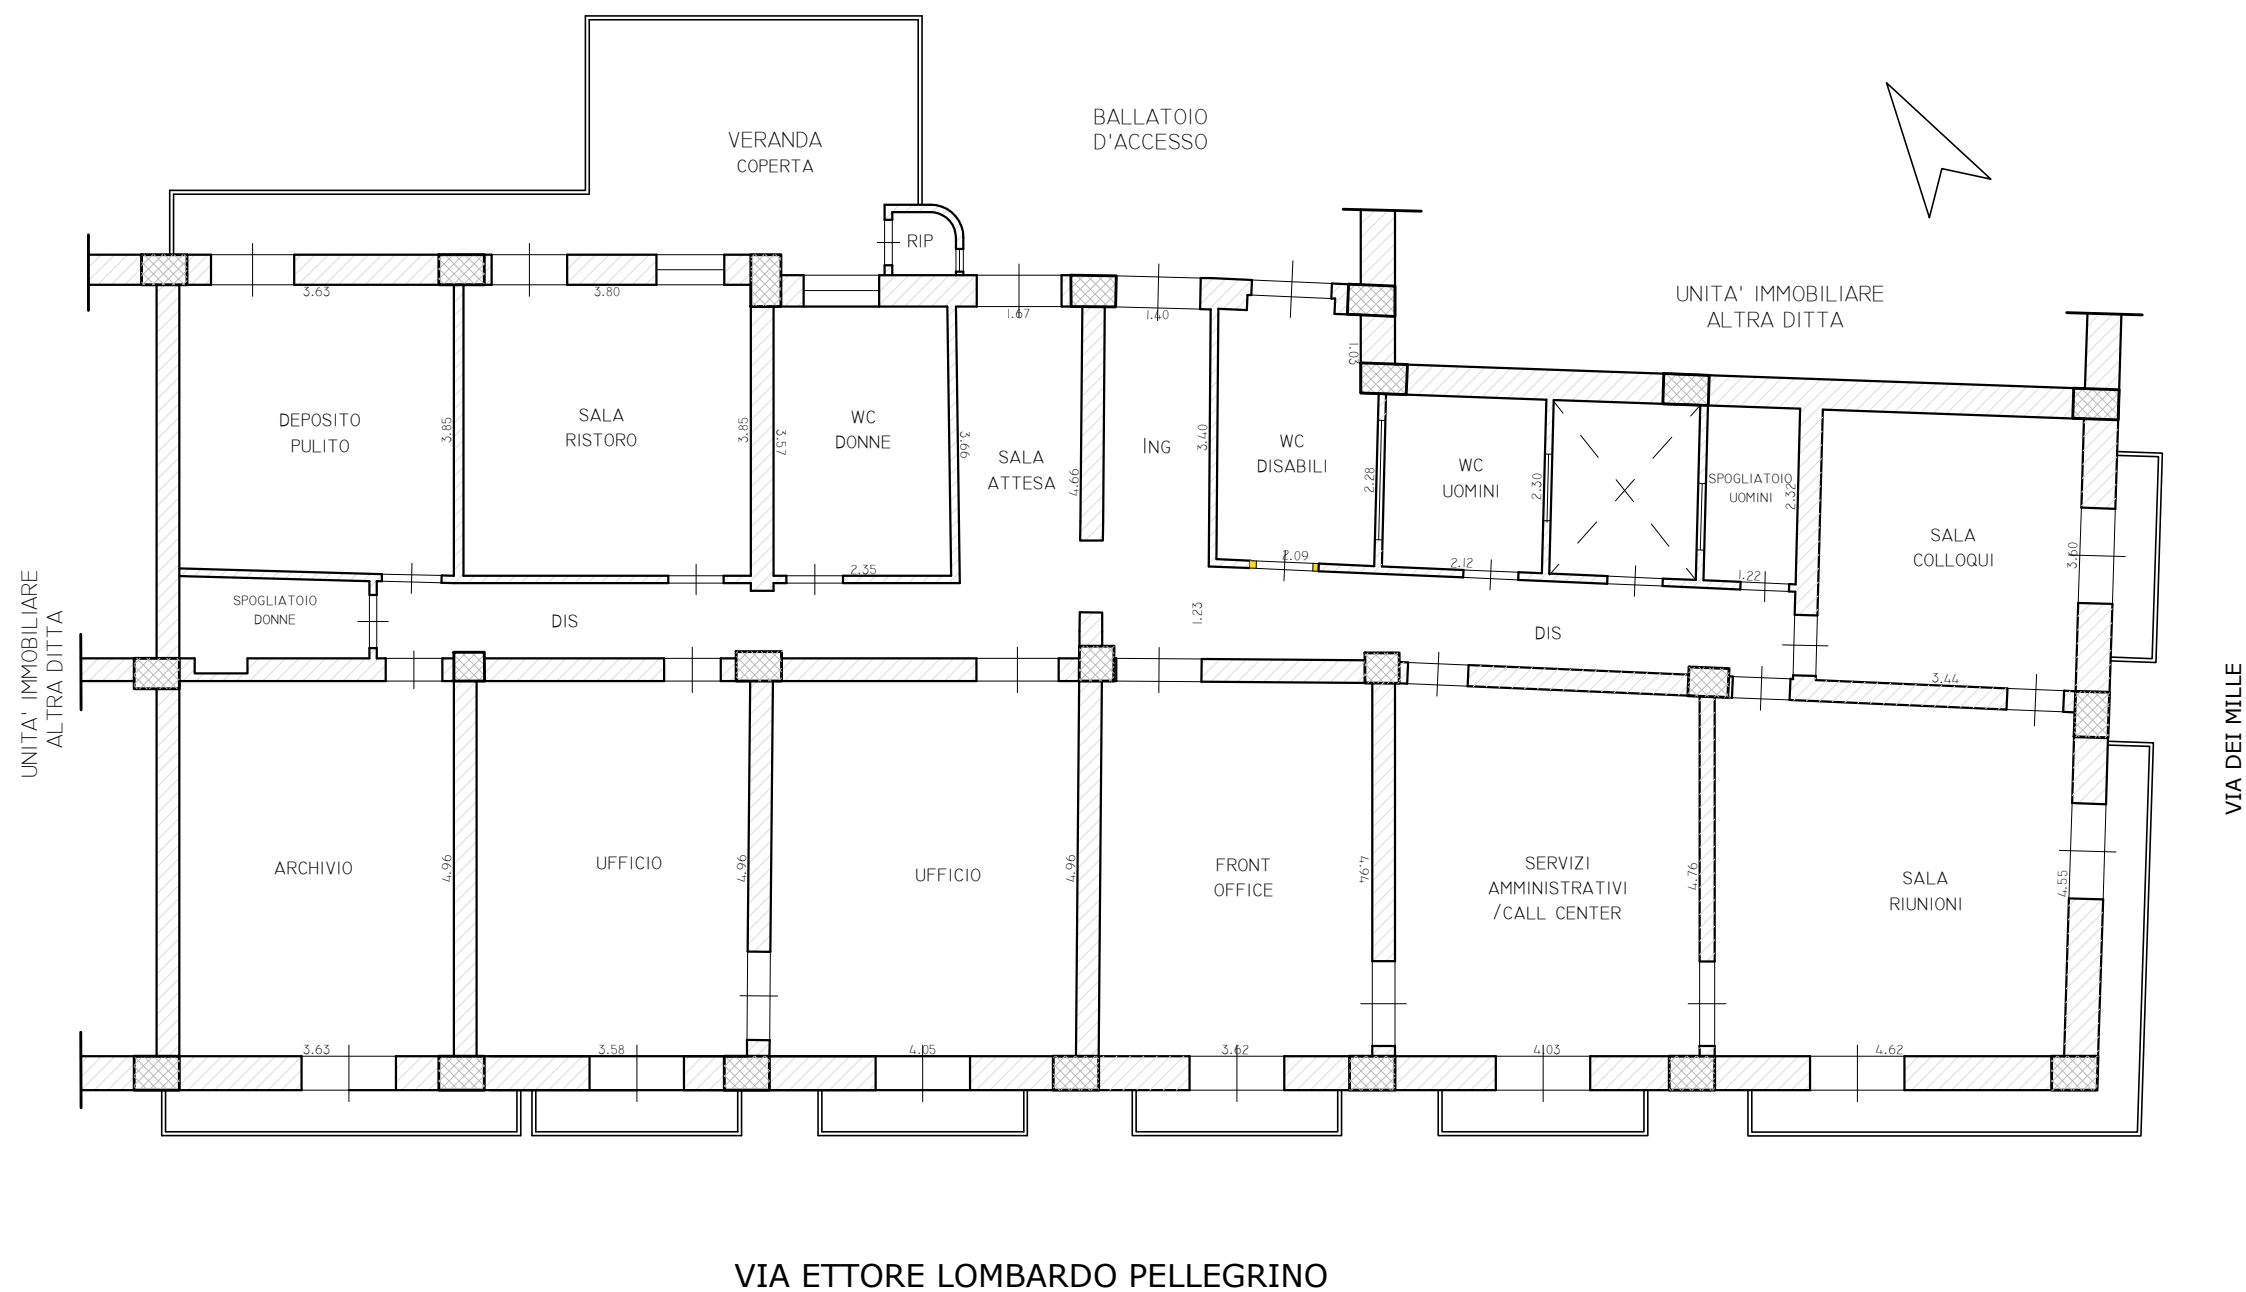 VERANDA
COPERTA
BALLATOIO
D'ACCESSO
RIP
UNITA' IMMOBILIARE
ALTRA DITTA
3.63
3.80
1.67
1.40
1.03
DEPOSITO
PULITO
3.85
SALA
RISTORO
3.85
3.57
WC
DONNE
3.66
SALA
ATTESA
4.66
ING
3.40
WC
DISABILI
2.28
WC
UOMINI
2.30
SPOGLIATOIO
UOMINI
2.32
SALA
COLLOQUI
3.60
2.35
2.09
2.12
1.22
SPOGLIATOIO
DONNE
DIS
1.23
DIS
3.44
UNITA' IMMOBILIARE
ALTRA DITTA
VIA DEI MILLE
ARCHIVIO
4.96
UFFICIO
4.96
UFFICIO
4.96
FRONT
OFFICE
4.94
SERVIZI
AMMINISTRATIVI
/CALL CENTER
4.76
SALA
RIUNIONI
4.55
3.63
3.58
4.05
3.62
4.03
4.62
VIA ETTORE LOMBARDO PELLEGRINO